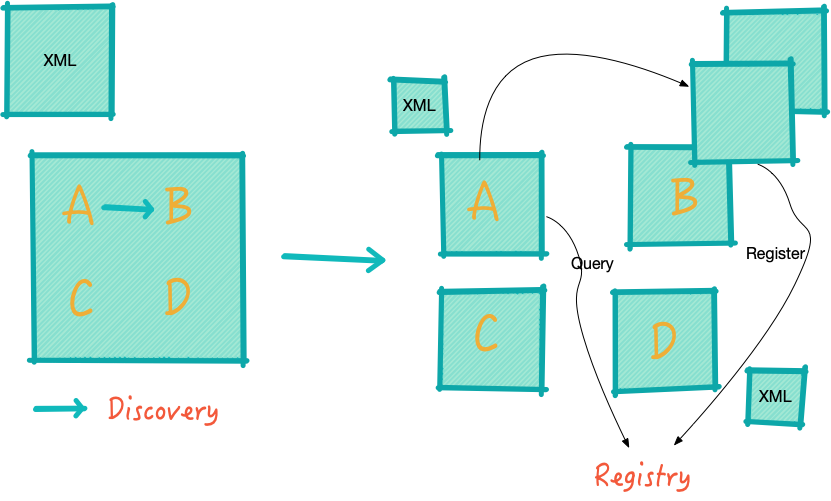 XML
A B
C D
Discovery
XML
A
B
Query
Register
C
D
XML
Registry